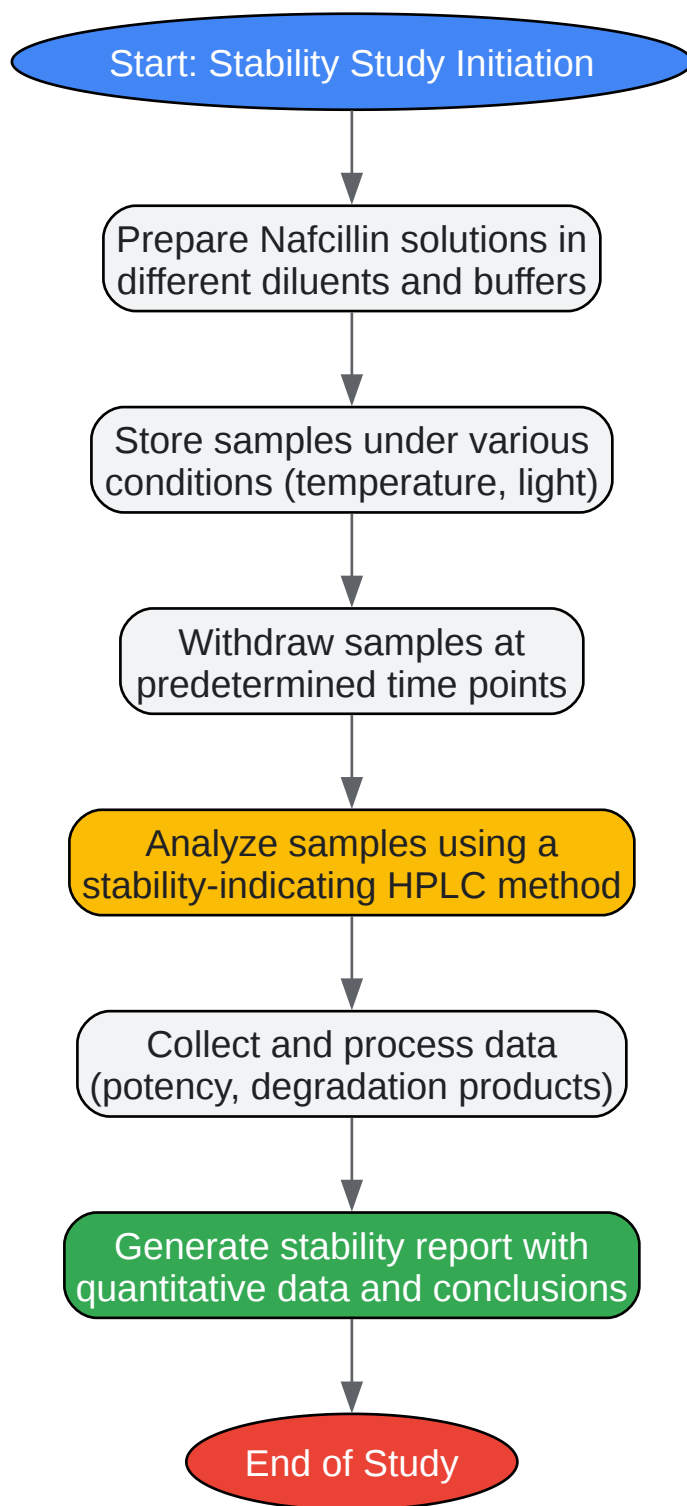 Start: Stability Study Initiation
Prepare Nafcillin solutions in
different diluents and buffers
Store samples under various
conditions (temperature, light)
Withdraw samples at
predetermined time points
Analyze samples using a
stability-indicating HPLC method
Collect and process data
(potency, degradation products)
Generate stability report with
quantitative data and conclusions
End of Study